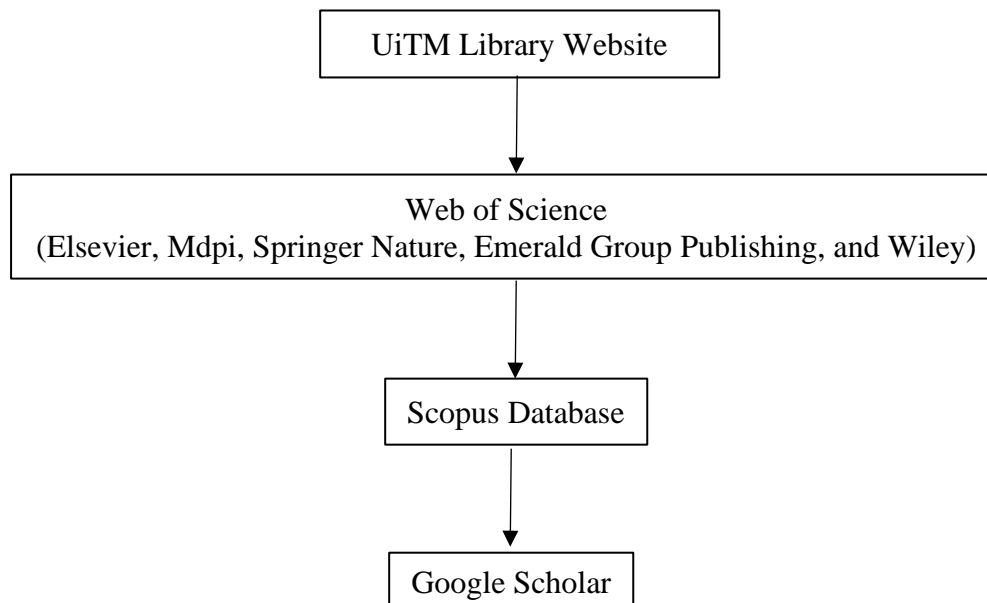 UiTM Library Website
Web of Science
(Elsevier, Mdpi, Springer Nature, Emerald Group Publishing, and Wiley)
Scopus Database
Google Scholar